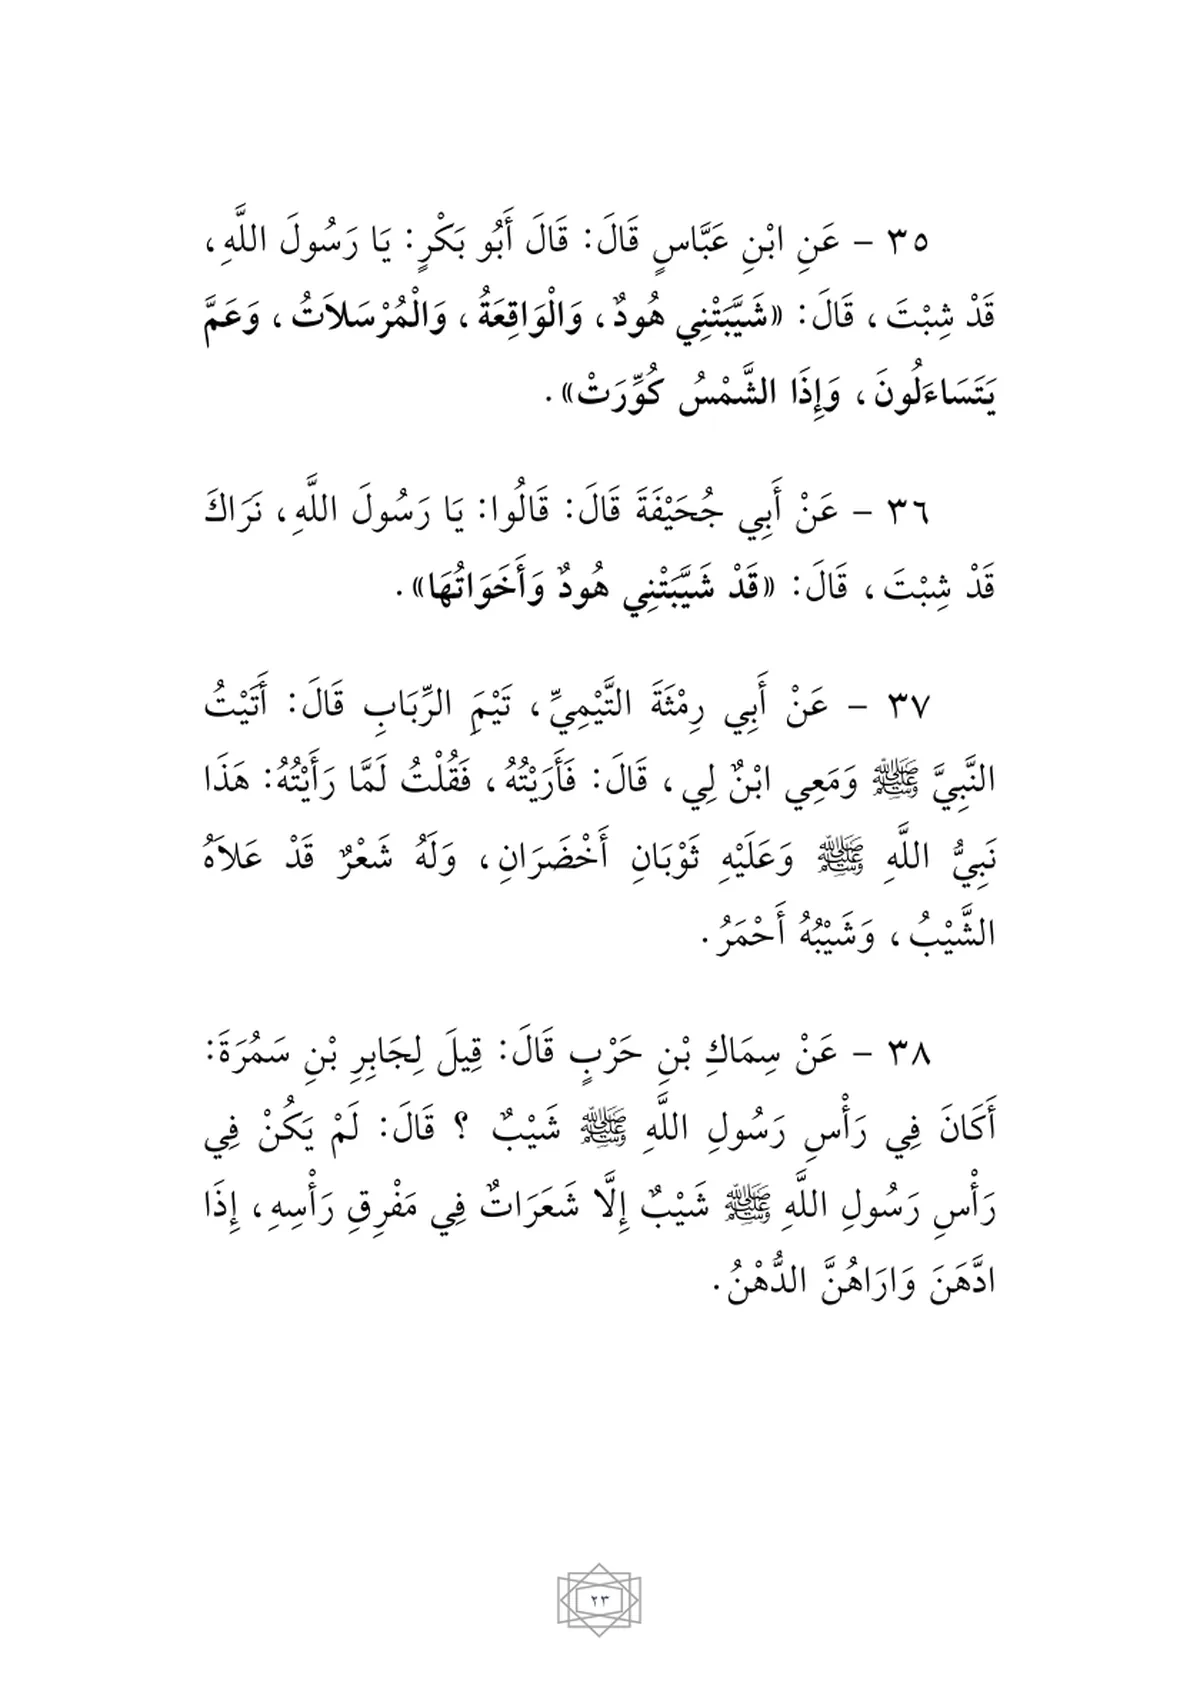 ٣٥ - عَنِ ابْنِ عَبَّاسٍ قَالَ: قَالَ أَبُو بَكْرٍ: يَا رَسُولَ اللَّهِ،
قَدْ شِبْتَ، قَالَ: «شَيَّبَتْنِي هُودٌ، وَالْوَاقِعَةُ، وَالْمُرْسَلاَتُ، وَعَمَّ
يَتَسَاءَلُونَ، وَإِذَا الشَّمْسُ كُوِّرَتْ».
٣٦ - عَنْ أَبِي جُحَيْفَةَ قَالَ: قَالُوا: يَا رَسُولَ اللَّهِ، نَرَاكَ
قَدْ شِبْتَ، قَالَ: «قَدْ شَيَّبَتْنِي هُودٌ وَأَخَوَاتُهَا».
٣٧ - عَنْ أَبِي رِمْثَةَ التَّيْمِيِّ، تَيْمَِ الرِّبَابِ قَالَ: أَتَيْتُ
النَّبِيَّ ﷺ وَمَعِي ابْنٌ لِي، قَالَ: فَأَرَيْتُهُ، فَقُلْتُ لَمَّا رَأَيْتُهُ: هَذَا
نَبِيُّ اللَّهِ ﷺ وَعَلَيْهِ ثَوْبَانِ أَخْضَرَانِ، وَلَهُ شَعْرٌ قَدْ عَلاَهُ
الشَّيْبُ، وَشَيْبُهُ أَحْمَرُ.
٣٨ - عَنْ سِمَاكِ بْنِ حَرْبٍ قَالَ: قِيلَ لِجَابِرِ بْنِ سَمُرَةَ:
أَكَانَ فِي رَأْسِ رَسُولِ اللَّهِ ﷺ شَيْبٌ ؟ قَالَ: لَمْ يَكُنْ فِي
رَأْسِ رَسُولِ اللَّهِ ﷺ شَيْبٌ إِلَّا شَعَرَاتٌ فِي مَفْرِقِ رَأْسِهِ، إِذَا
ادَّهَنَ وَارَاهُنَّ الدُّهْنُ.
٢٣